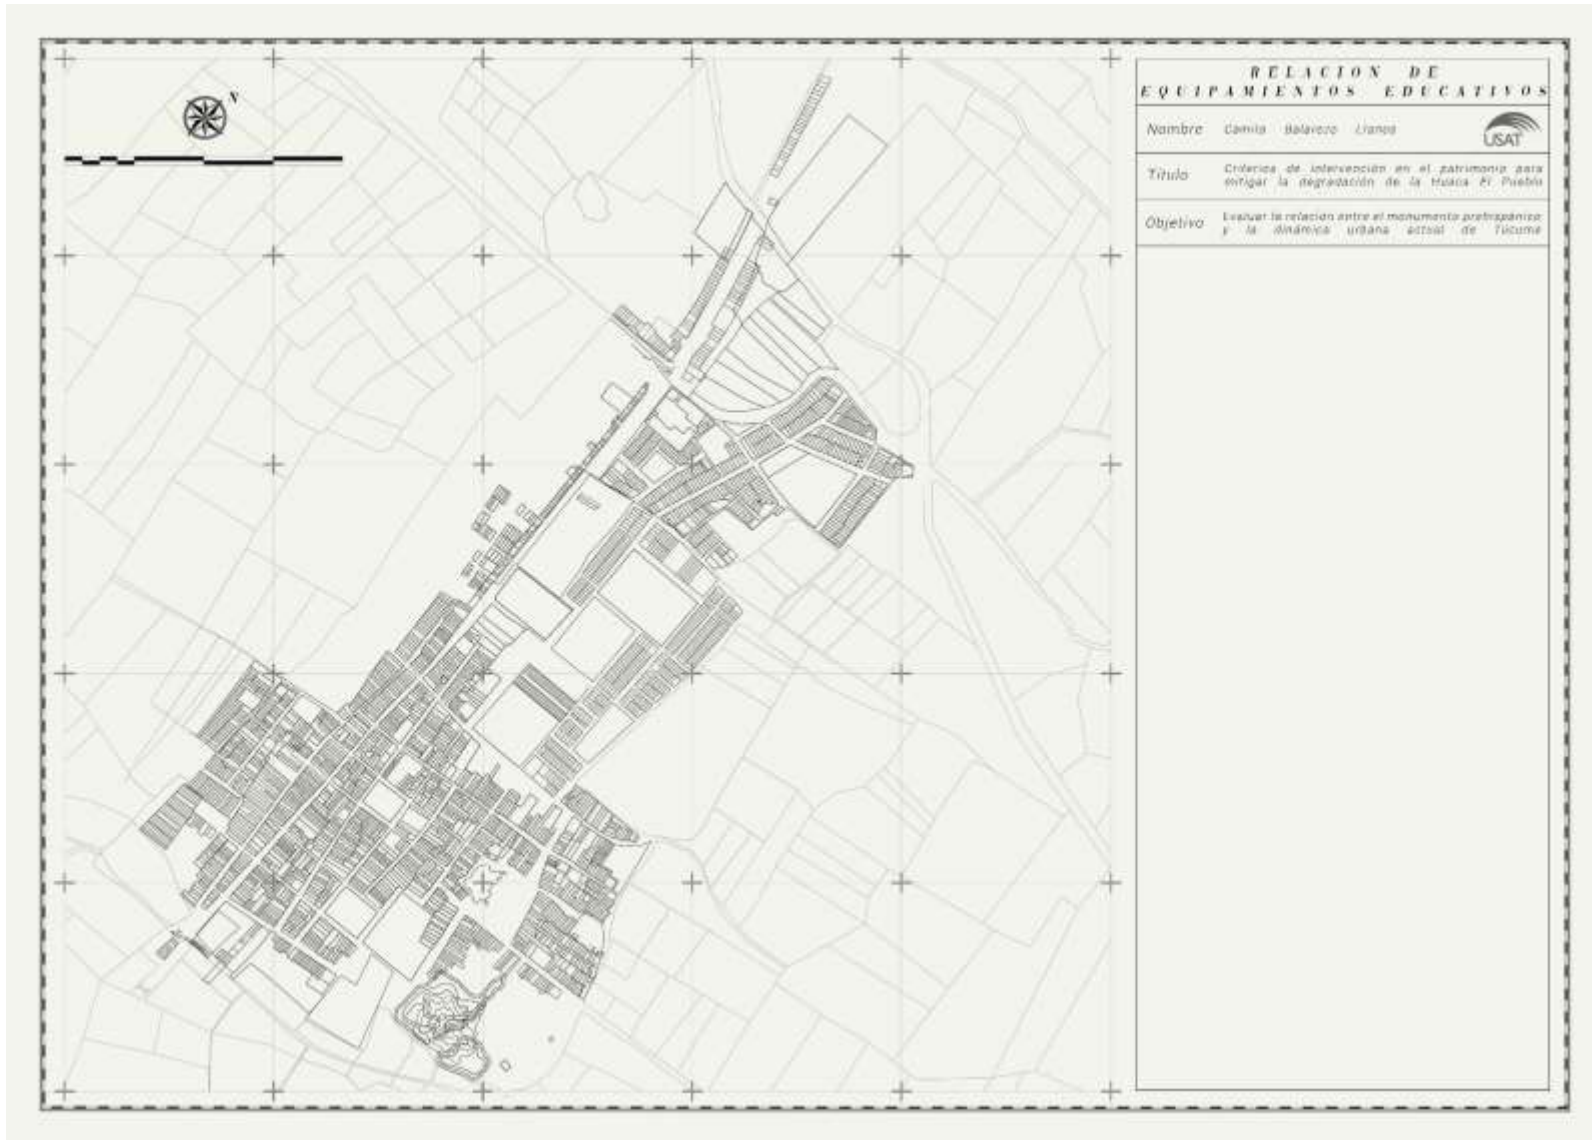 N
RELACION DE
EQUIPAMIENTOS EDUCATIVOS
Nombre Camila Balarezo Llanos
USAT
Título Criterios de intervención en el patrimonio para
mitigar la degradación de la Huaca El Pueblo
Objetivo Evaluar la relación entre el monumento prehispánico
y la dinámica urbana actual de Túcume